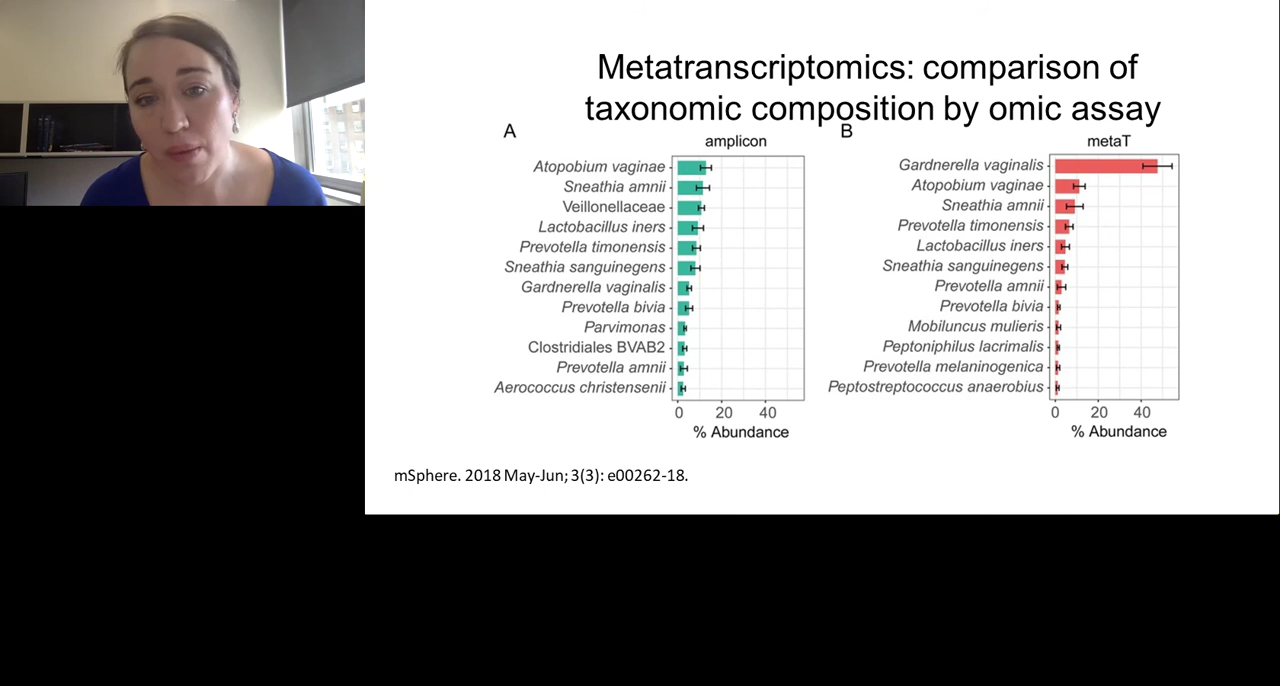 Metatranscriptomics: comparison of
taxonomic composition by omic assay
A
amplicon
Atopobium vaginae
Sneathia amnii
Veillonellaceae
Lactobacillus iners
Prevotella timonensis
Sneathia sanguinegens
Gardnerella vaginalis
Prevotella bivia
Parvimonas
Clostridiales BVAB2
Prevotella amnii
Aerococcus christensenii
0 20 40
% Abundance
B
metaT
Gardnerella vaginalis
Atopobium vaginae
Sneathia amnii
Prevotella timonensis
Lactobacillus iners
Sneathia sanguinegens
Prevotella amnii
Prevotella bivia
Mobiluncus mulieris
Peptoniphilus lacrimalis
Prevotella melaninogenica
Peptostreptococcus anaerobius
0 20 40
% Abundance
mSphere. 2018 May-Jun; 3(3): e00262-18.